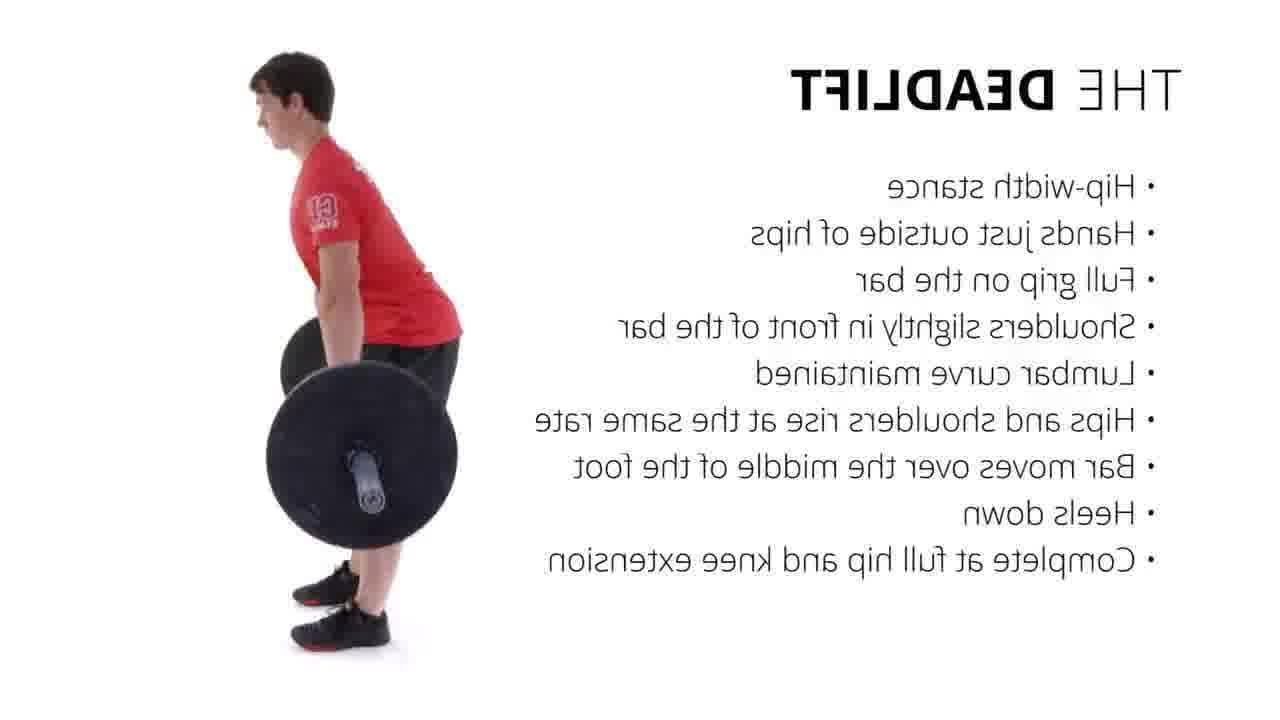 THE DEADLIFT
• Hip-width stance
• Hands just outside of hips
• Full grip on the bar
• Shoulders slightly in front of the bar
• Lumbar curve maintained
• Hips and shoulders rise at the same rate
• Bar moves over the middle of the foot
• Heels down
• Complete at full hip and knee extension